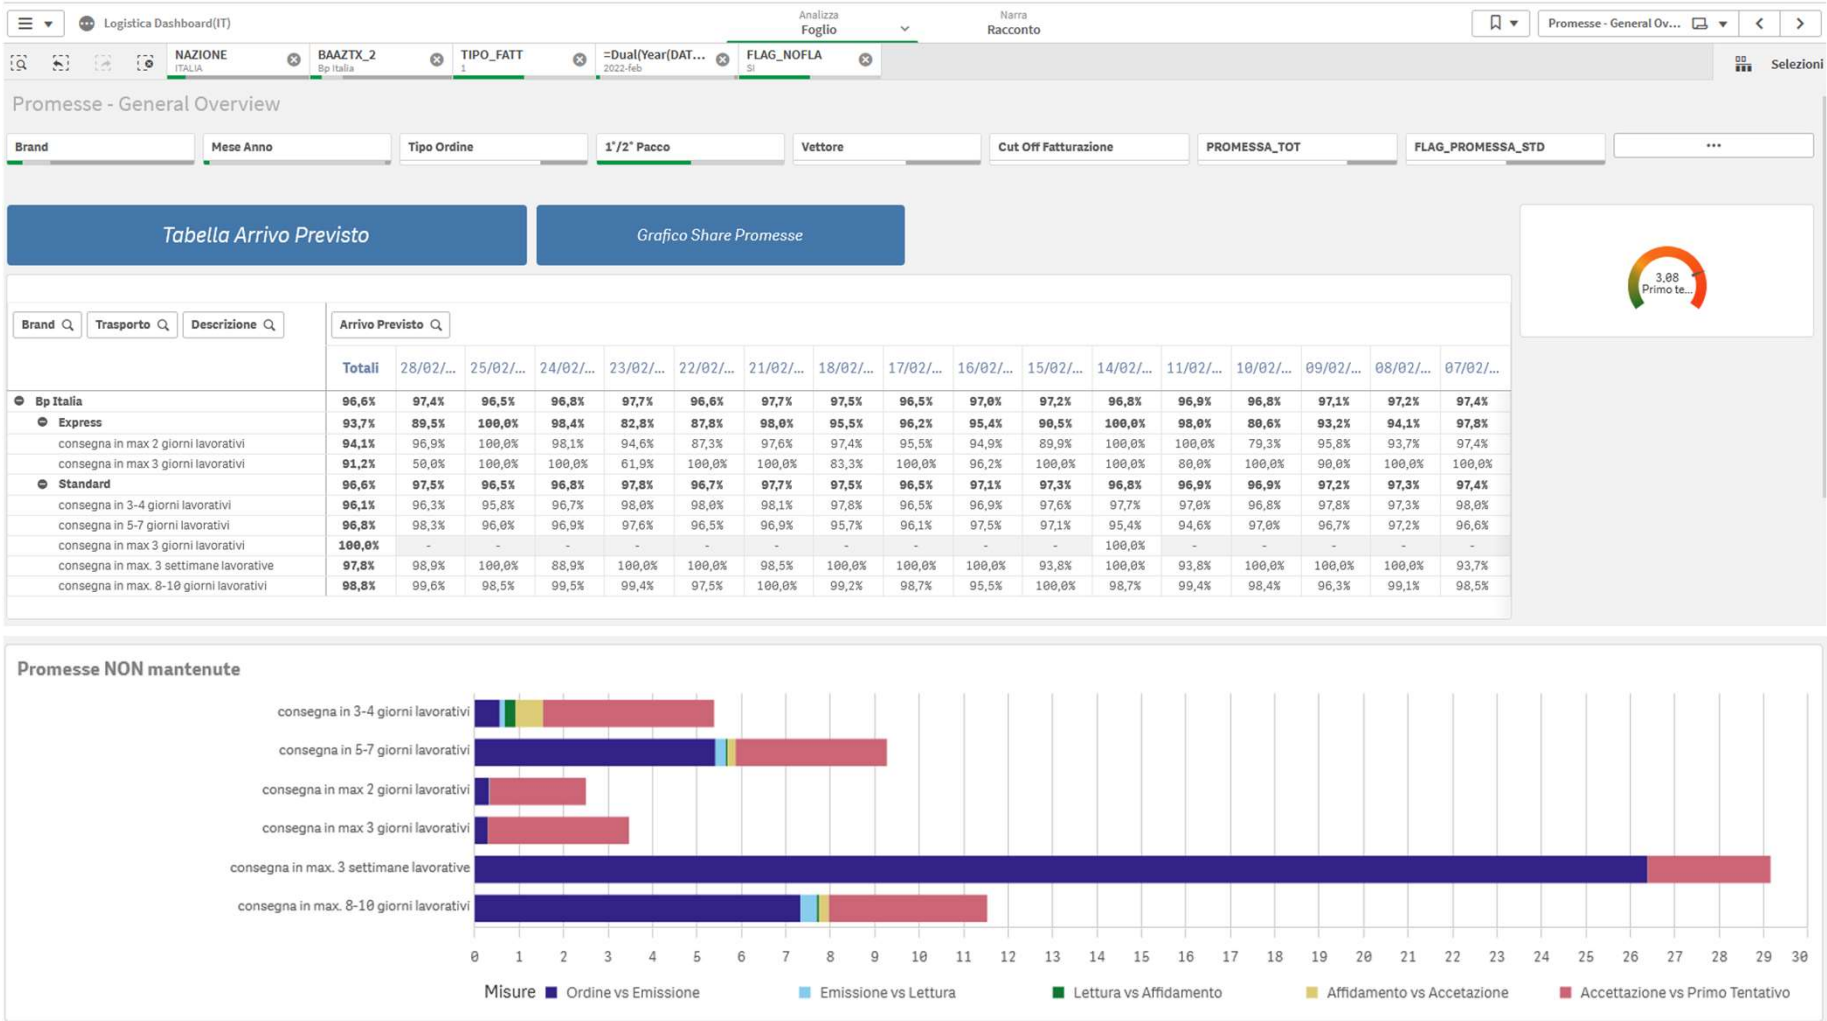 Logistica Dashboard(IT)
Analizza
Foglio
Narra
Racconto
Promesse - General Ov...
NAZIONE
ITALIA
BAAZTX_2
Bp Italia
TIPO_FATT
1
=Dual(Year(DAT...
2022-feb
FLAG_NOFLA
SI
Selezioni
Promesse - General Overview
Brand
Mese Anno
Tipo Ordine
1°/2° Pacco
Vettore
Cut Off Fatturazione
PROMESSA_TOT
FLAG_PROMESSA_STD
...
Tabella Arrivo Previsto
Grafico Share Promesse
3,08
Primo te...
Brand Trasporto Descrizione Arrivo Previsto
Totali 28/02/... 25/02/... 24/02/... 23/02/... 22/02/... 21/02/... 18/02/... 17/02/... 16/02/... 15/02/... 14/02/... 11/02/... 10/02/... 09/02/... 08/02/... 07/02/...
Bp Italia 96,6% 97,4% 96,5% 96,8% 97,7% 96,6% 97,7% 97,5% 96,5% 97,0% 97,2% 96,8% 96,9% 96,8% 97,1% 97,2% 97,4%
Express 93,7% 89,5% 100,0% 98,4% 82,8% 87,8% 98,0% 95,5% 96,2% 95,4% 90,5% 100,0% 98,0% 80,6% 93,2% 94,1% 97,8%
consegna in max 2 giorni lavorativi 94,1% 96,9% 100,0% 98,1% 94,6% 87,3% 97,6% 97,4% 95,5% 94,9% 89,9% 100,0% 100,0% 79,3% 95,8% 93,7% 97,4%
consegna in max 3 giorni lavorativi 91,2% 50,0% 100,0% 100,0% 61,9% 100,0% 100,0% 83,3% 100,0% 96,2% 100,0% 100,0% 80,0% 100,0% 90,0% 100,0% 100,0%
Standard 96,6% 97,5% 96,5% 96,8% 97,8% 96,7% 97,7% 97,5% 96,5% 97,1% 97,3% 96,8% 96,9% 96,9% 97,2% 97,3% 97,4%
consegna in 3-4 giorni lavorativi 96,1% 96,3% 95,8% 96,7% 98,0% 98,0% 98,1% 97,8% 96,5% 96,9% 97,6% 97,7% 97,0% 96,8% 97,8% 97,3% 98,0%
consegna in 5-7 giorni lavorativi 96,8% 98,3% 96,0% 96,9% 97,6% 96,5% 96,9% 95,7% 96,1% 97,5% 97,1% 95,4% 94,6% 97,0% 96,7% 97,2% 96,6%
consegna in max 3 giorni lavorativi 100,0% - - - - - - - - - - 100,0% - - - - -
consegna in max. 3 settimane lavorative 97,8% 98,9% 100,0% 88,9% 100,0% 100,0% 98,5% 100,0% 100,0% 100,0% 93,8% 100,0% 93,8% 100,0% 100,0% 100,0% 93,7%
consegna in max. 8-10 giorni lavorativi 98,8% 99,6% 98,5% 99,5% 99,4% 97,5% 100,0% 99,2% 98,7% 95,5% 100,0% 98,7% 99,4% 98,4% 96,3% 99,1% 98,5%
Promesse NON mantenute
consegna in 3-4 giorni lavorativi
consegna in 5-7 giorni lavorativi
consegna in max 2 giorni lavorativi
consegna in max 3 giorni lavorativi
consegna in max. 3 settimane lavorative
consegna in max. 8-10 giorni lavorativi
0 1 2 3 4 5 6 7 8 9 10 11 12 13 14 15 16 17 18 19 20 21 22 23 24 25 26 27 28 29 30
Misure Ordine vs Emissione Emissione vs Lettura Lettura vs Affidamento Affidamento vs Accetazione Accettazione vs Primo Tentativo